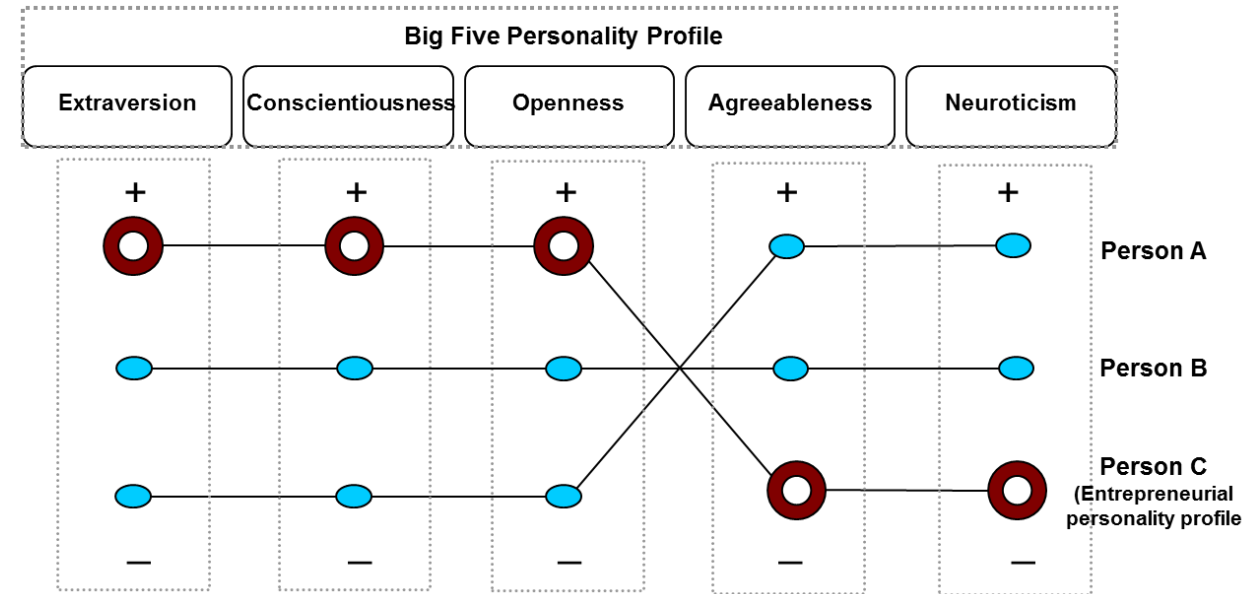 Big Five Personality Profile
Extraversion
Conscientiousness
Openness
Agreeableness
Neuroticism
+ + + + +
Person A
Person B
Person C
(Entrepreneurial
personality profile
– – – – –